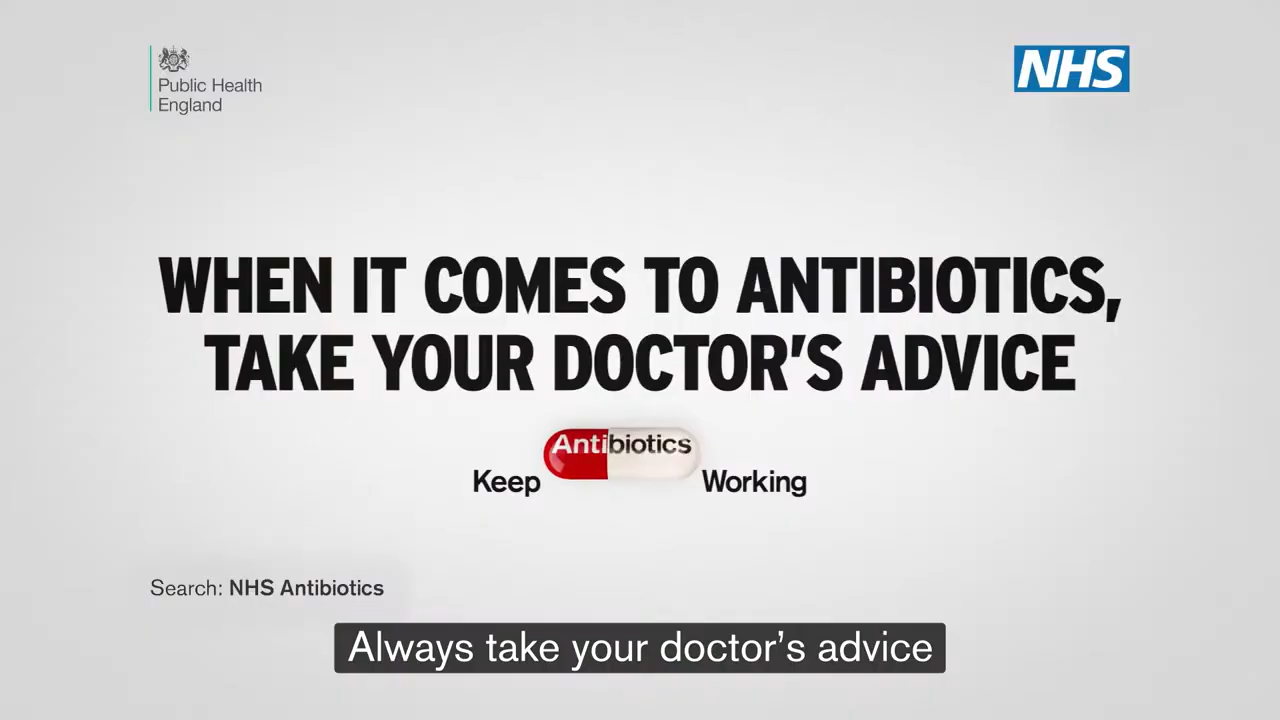 Public Health
England
NHS
WHEN IT COMES TO ANTIBIOTICS,
TAKE YOUR DOCTOR’S ADVICE
Keep Antibiotics Working
Search: NHS Antibiotics
Always take your doctor’s advice